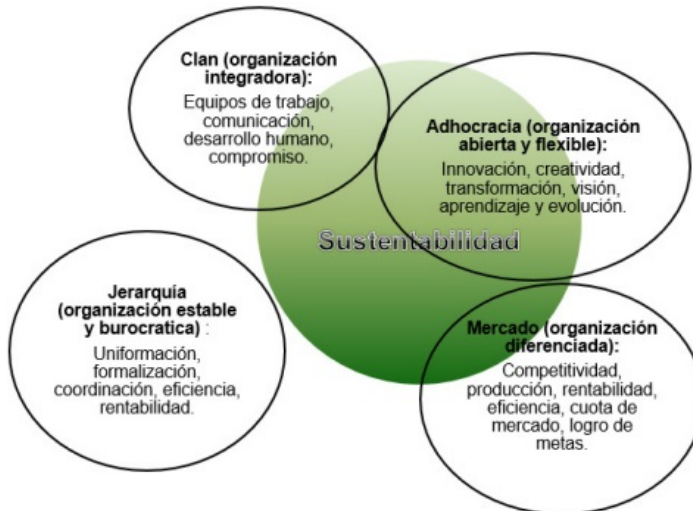 Clan (organización
integradora):
Equipos de trabajo,
comunicación,
desarrollo humano,
compromiso.
Adhocracia (organización
abierta y flexible):
Innovación, creatividad,
transformación, visión,
aprendizaje y evolución.
Sustentabilidad
Jerarquía
(organización estable
y burocratica) :
Uniformación,
formalización,
coordinación, eficiencia,
rentabilidad.
Mercado (organización
diferenciada):
Competitividad,
producción, rentabilidad,
eficiencia, cuota de
mercado, logro de
metas.